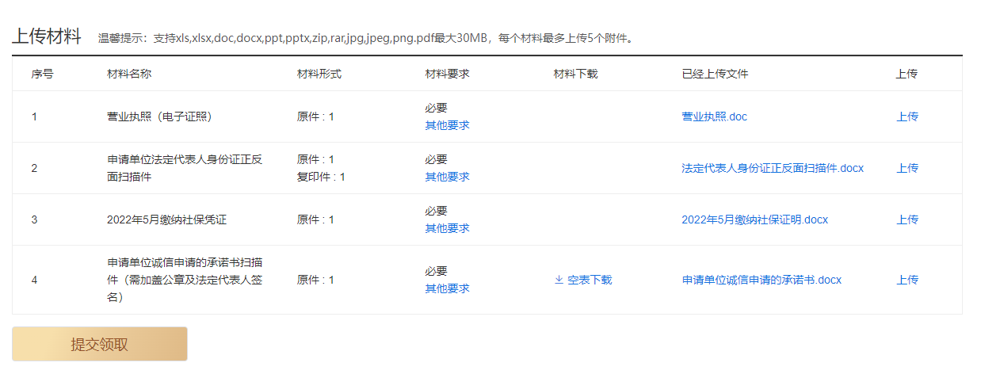 上传材料 温馨提示：支持xls,xlsx,doc,docx,ppt,pptx,zip,rar,jpg,jpeg,png.pdf最大30MB，每个材料最多上传5个附件。
序号 材料名称 材料形式 材料要求 材料下载 已经上传文件 上传
1 营业执照（电子证照） 原件 : 1 必要 营业执照.doc 上传
其他要求
申请单位法定代表人身份证正反 原件 : 1 必要
2 法定代表人身份证正反面扫描件.docx 上传
面扫描件 复印件 : 1 其他要求
必要
3 2022年5月缴纳社保凭证 原件 : 1 2022年5月缴纳社保证明.docx 上传
其他要求
申请单位诚信申请的承诺书扫描
必要
4 件（需加盖公章及法定代表人签 原件 : 1 空表下载 申请单位诚信申请的承诺书.docx 上传
其他要求
名）
提交领取